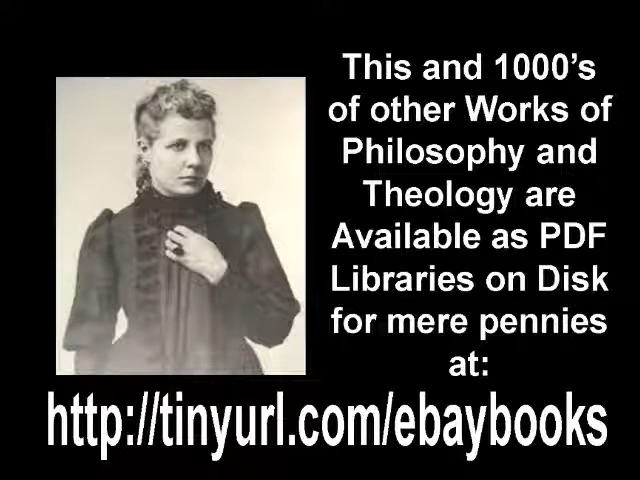 This and 1000’s
of other Works of
Philosophy and
Theology are
Available as PDF
Libraries on Disk
for mere pennies
at:
http://tinyurl.com/ebaybooks